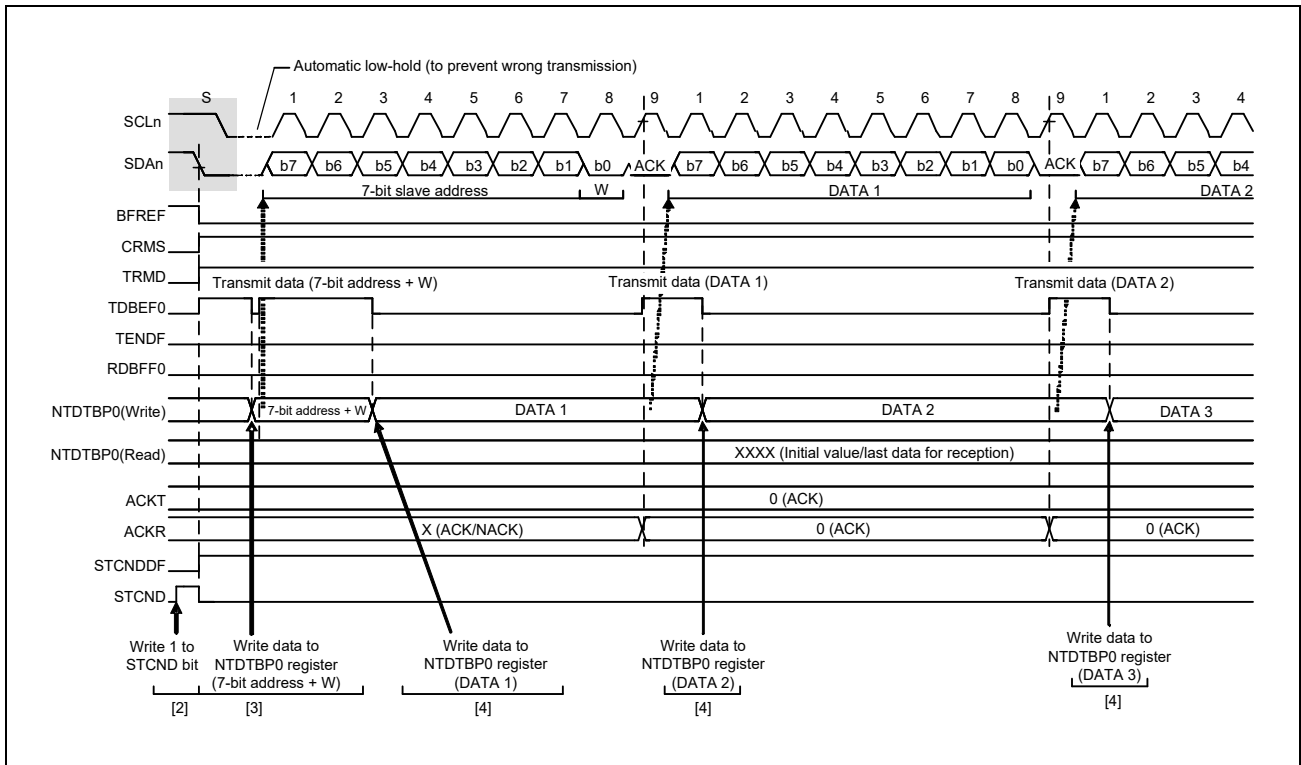 Automatic low-hold (to prevent wrong transmission)
S 1 2 3 4 5 6 7 8 9 1 2 3 4 5 6 7 8 9 1 2 3 4
SCLn
SDAn b7 b6 b5 b4 b3 b2 b1 b0 ACK b7 b6 b5 b4 b3 b2 b1 b0 ACK b7 b6 b5 b4
7-bit slave address W DATA 1 DATA 2
BFREF
CRMS
TRMD
Transmit data (7-bit address + W) Transmit data (DATA 1) Transmit data (DATA 2)
TDBEF0
TENDF
RDBFF0
NTDTBP0(Write) 7-bit address + W DATA 1 DATA 2 DATA 3
NTDTBP0(Read) XXXX (Initial value/last data for reception)
ACKT 0 (ACK)
ACKR X (ACK/NACK) 0 (ACK) 0 (ACK)
STCNDDF
STCND
Write 1 to
STCND bit
[2]
Write data to
NTDTBP0 register
(7-bit address + W)
[3]
Write data to
NTDTBP0 register
(DATA 1)
[4]
Write data to
NTDTBP0 register
(DATA 2)
[4]
Write data to
NTDTBP0 register
(DATA 3)
[4]